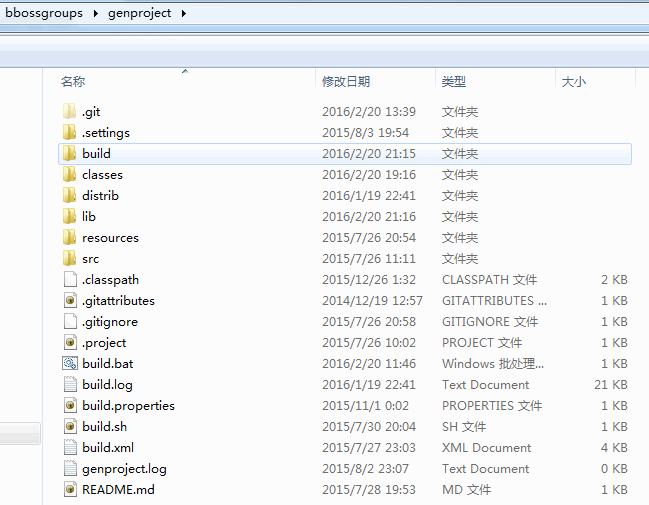 bbossgroups ▸ genproject ▸
名称 修改日期 类型 大小
.git 2016/2/20 13:39 文件夹
.settings 2015/8/3 19:54 文件夹
build 2016/2/20 21:15 文件夹
classes 2016/2/20 19:16 文件夹
distrib 2016/1/19 22:41 文件夹
lib 2016/2/20 21:16 文件夹
resources 2015/7/26 20:54 文件夹
src 2015/7/26 11:11 文件夹
.classpath 2015/12/26 1:32 CLASSPATH 文件 2 KB
.gitattributes 2014/12/19 12:57 GITATTRIBUTES ... 1 KB
.gitignore 2015/7/26 20:58 GITIGNORE 文件 1 KB
.project 2015/7/26 10:02 PROJECT 文件 1 KB
build.bat 2016/2/20 11:46 Windows 批处理... 1 KB
build.log 2016/1/19 22:41 Text Document 21 KB
build.properties 2015/11/1 0:02 PROPERTIES 文件 1 KB
build.sh 2015/7/30 20:04 SH 文件 1 KB
build.xml 2015/7/27 23:03 XML Document 4 KB
genproject.log 2015/8/2 23:07 Text Document 0 KB
README.md 2015/7/28 19:53 MD 文件 1 KB